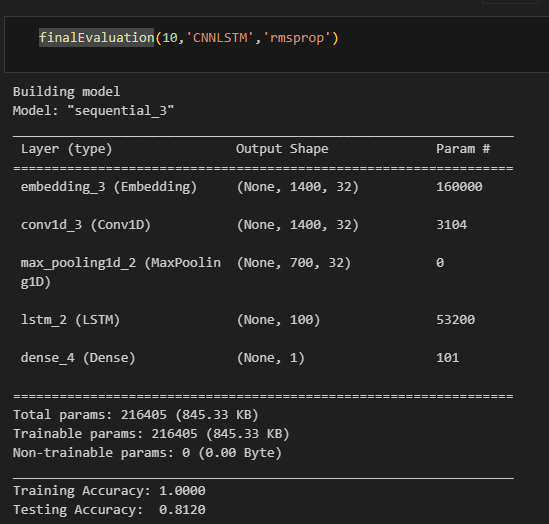 finalEvaluation(10,'CNNLSTM','rmsprop')
Building model
Model: "sequential_3"
_________________________________________________________________
Layer (type) Output Shape Param #
=================================================================
embedding_3 (Embedding) (None, 1400, 32) 160000
conv1d_3 (Conv1D) (None, 1400, 32) 3104
max_pooling1d_2 (MaxPoolin (None, 700, 32) 0
g1D)
lstm_2 (LSTM) (None, 100) 53200
dense_4 (Dense) (None, 1) 101
=================================================================
Total params: 216405 (845.33 KB)
Trainable params: 216405 (845.33 KB)
Non-trainable params: 0 (0.00 Byte)
_________________________________________________________________
Training Accuracy: 1.0000
Testing Accuracy:  0.8120